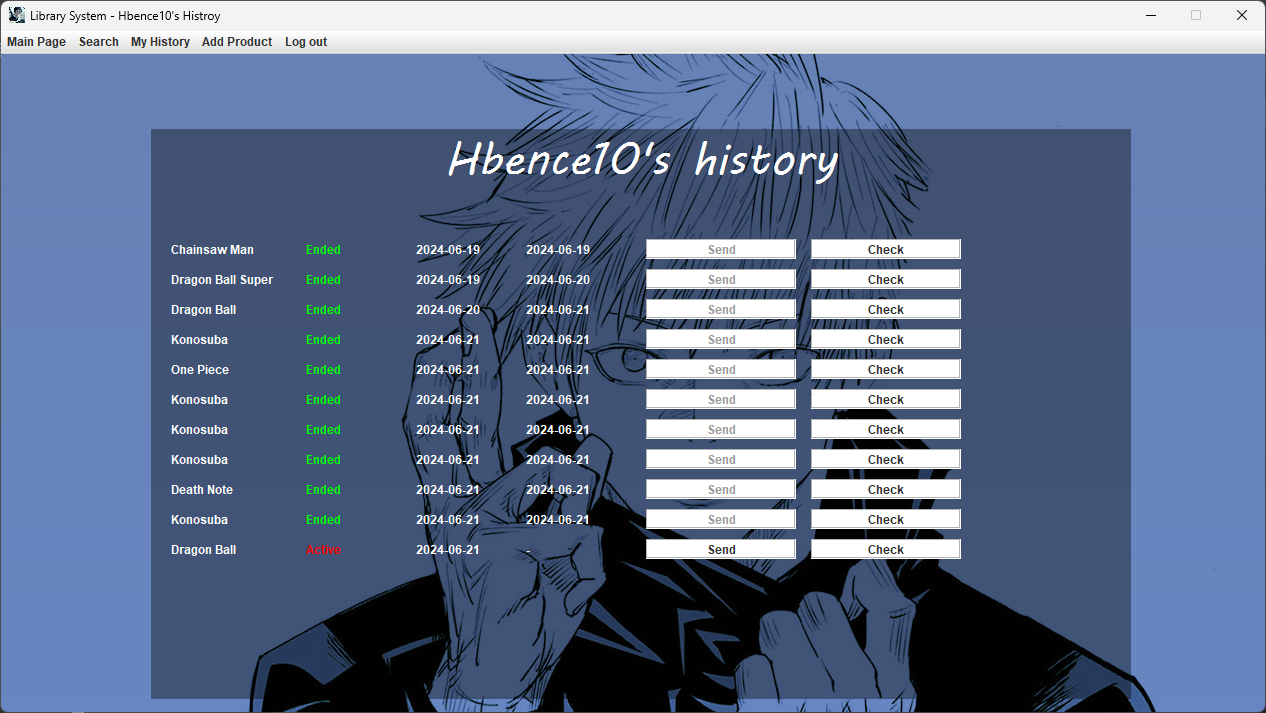 Library System - Hbence10's Histroy
Main Page Search My History Add Product Log out
Hbence10's history
Chainsaw Man Ended 2024-06-19 2024-06-19 Send Check
Dragon Ball Super Ended 2024-06-19 2024-06-20 Send Check
Dragon Ball Ended 2024-06-20 2024-06-21 Send Check
Konosuba Ended 2024-06-21 2024-06-21 Send Check
One Piece Ended 2024-06-21 2024-06-21 Send Check
Konosuba Ended 2024-06-21 2024-06-21 Send Check
Konosuba Ended 2024-06-21 2024-06-21 Send Check
Konosuba Ended 2024-06-21 2024-06-21 Send Check
Death Note Ended 2024-06-21 2024-06-21 Send Check
Konosuba Ended 2024-06-21 2024-06-21 Send Check
Dragon Ball Active 2024-06-21 - Send Check